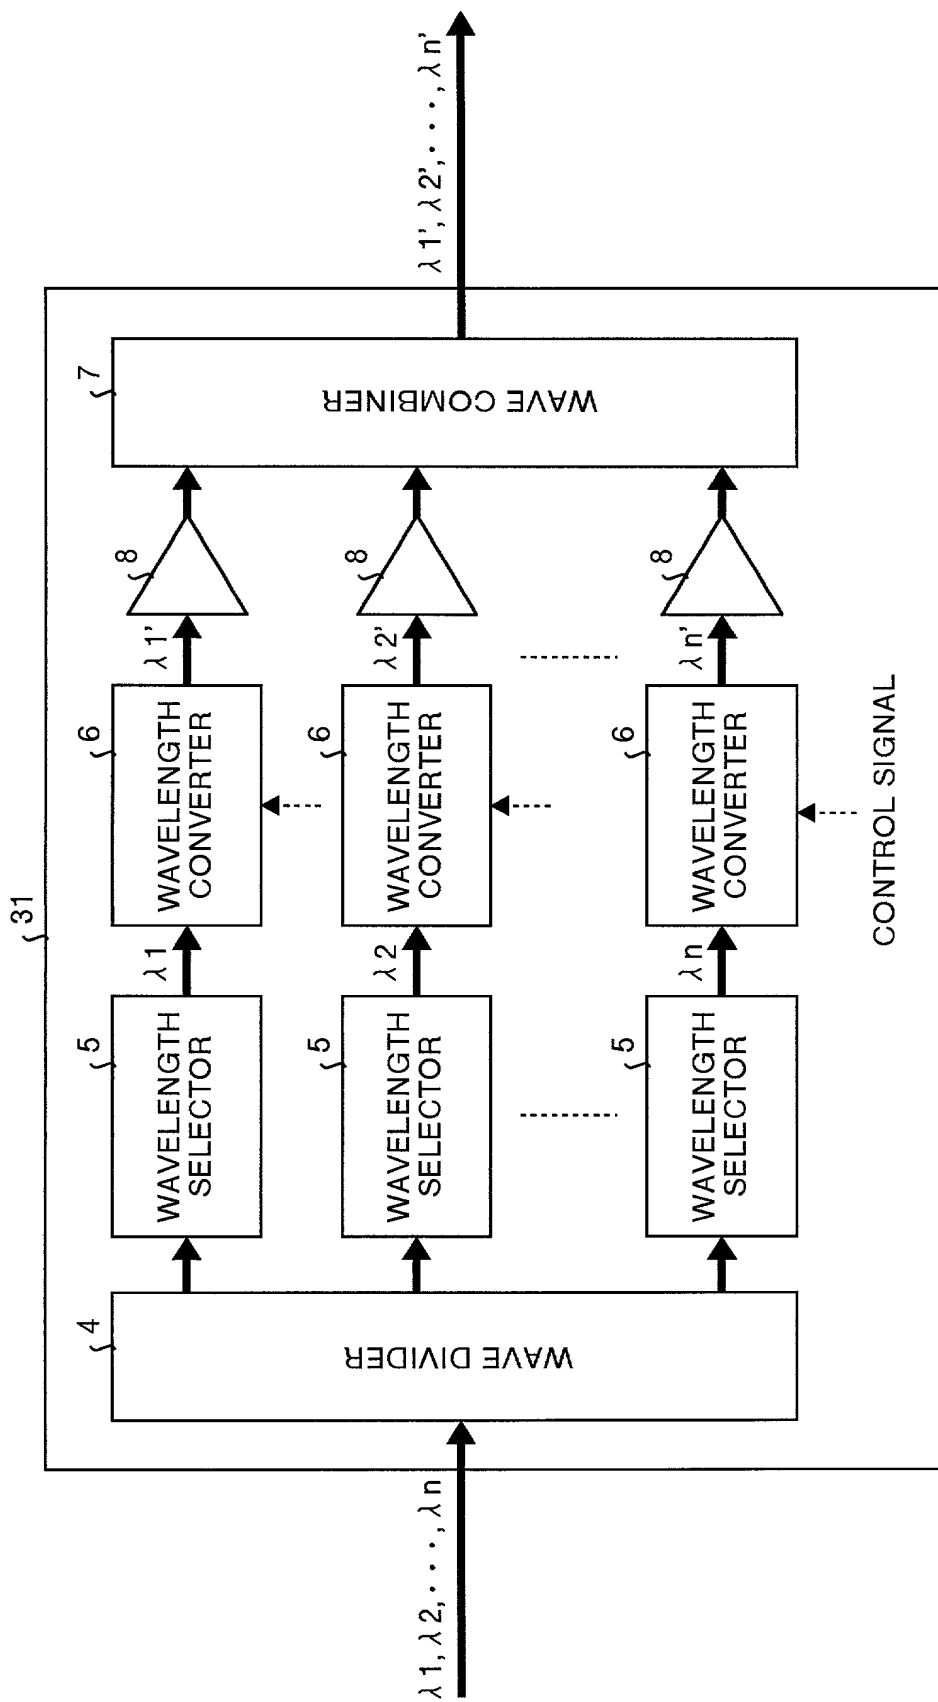 31
λ1, λ2, ・・・, λn
4
WAVE DIVIDER
5
WAVELENGTH
SELECTOR
λ1
6
WAVELENGTH
CONVERTER
λ1'
8
5
WAVELENGTH
SELECTOR
λ2
6
WAVELENGTH
CONVERTER
λ2'
8
5
WAVELENGTH
SELECTOR
λn
6
WAVELENGTH
CONVERTER
λn'
8
7
WAVE COMBINER
λ1', λ2', ・・・, λn'
CONTROL SIGNAL